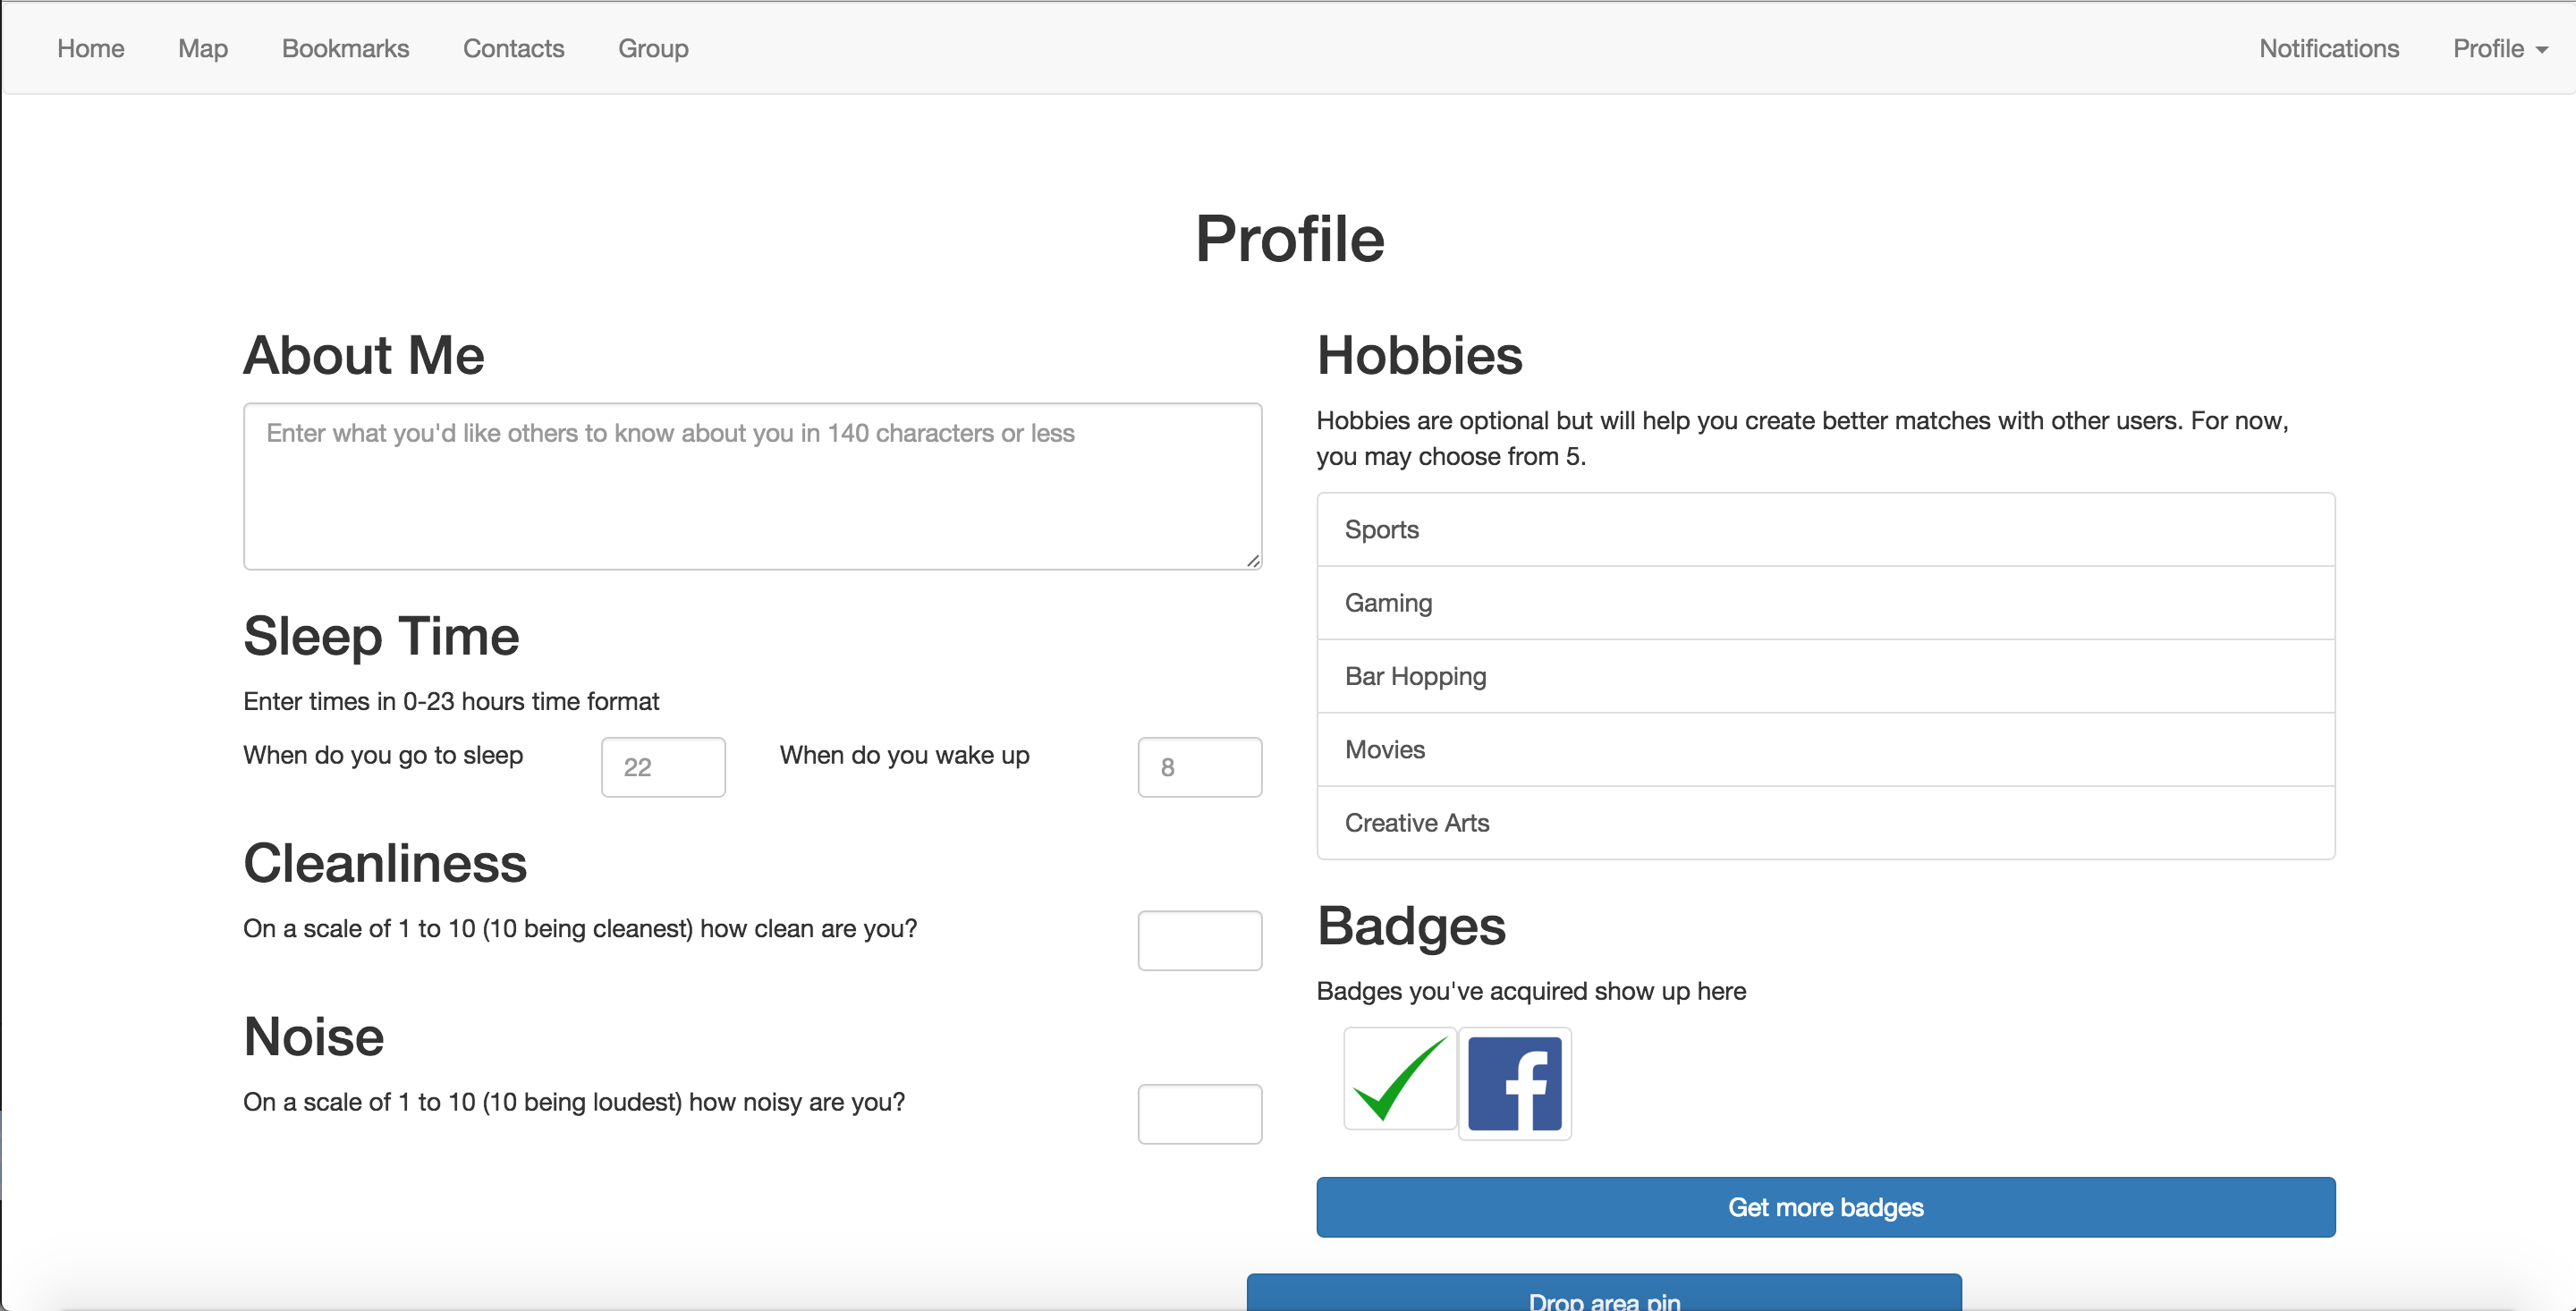 Home Map Bookmarks Contacts Group Notifications Profile
Profile
About Me
Enter what you'd like others to know about you in 140 characters or less
Sleep Time
Enter times in 0-23 hours time format
When do you go to sleep 22 When do you wake up 8
Cleanliness
On a scale of 1 to 10 (10 being cleanest) how clean are you?
Noise
On a scale of 1 to 10 (10 being loudest) how noisy are you?
Hobbies
Hobbies are optional but will help you create better matches with other users. For now,
you may choose from 5.
Sports
Gaming
Bar Hopping
Movies
Creative Arts
Badges
Badges you've acquired show up here
f
Get more badges
Drop area pin